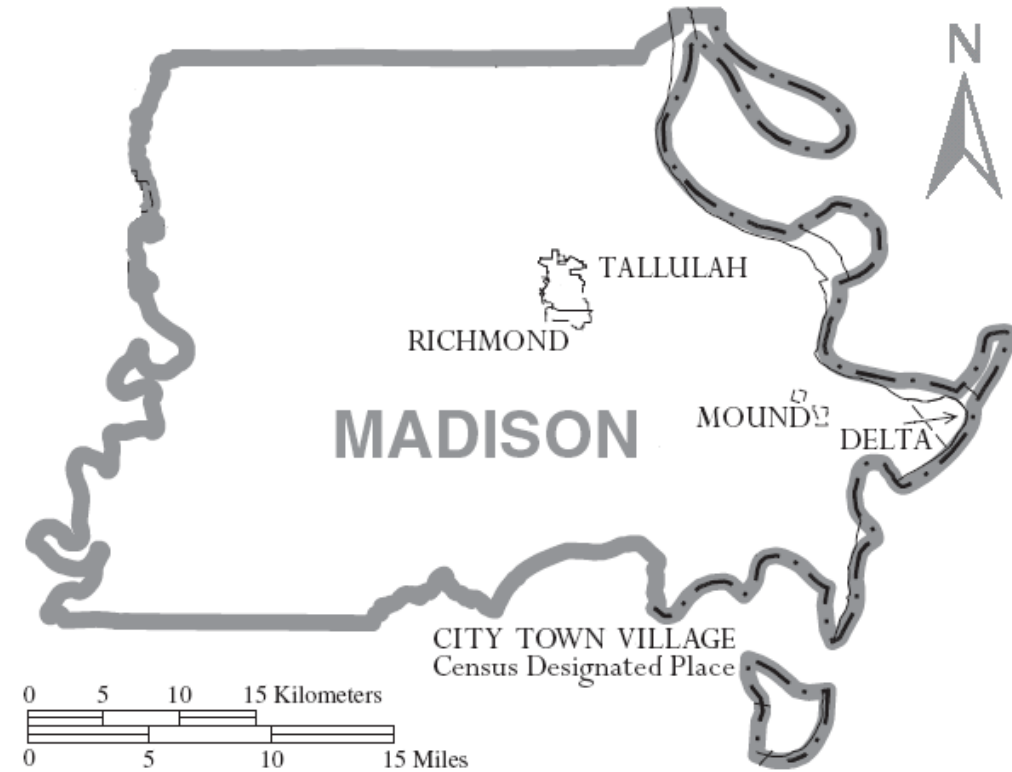 N
TALLULAH
RICHMOND
MADISON
MOUND
DELTA
CITY TOWN VILLAGE
Census Designated Place
0 5 10 15 Kilometers
0 5 10 15 Miles